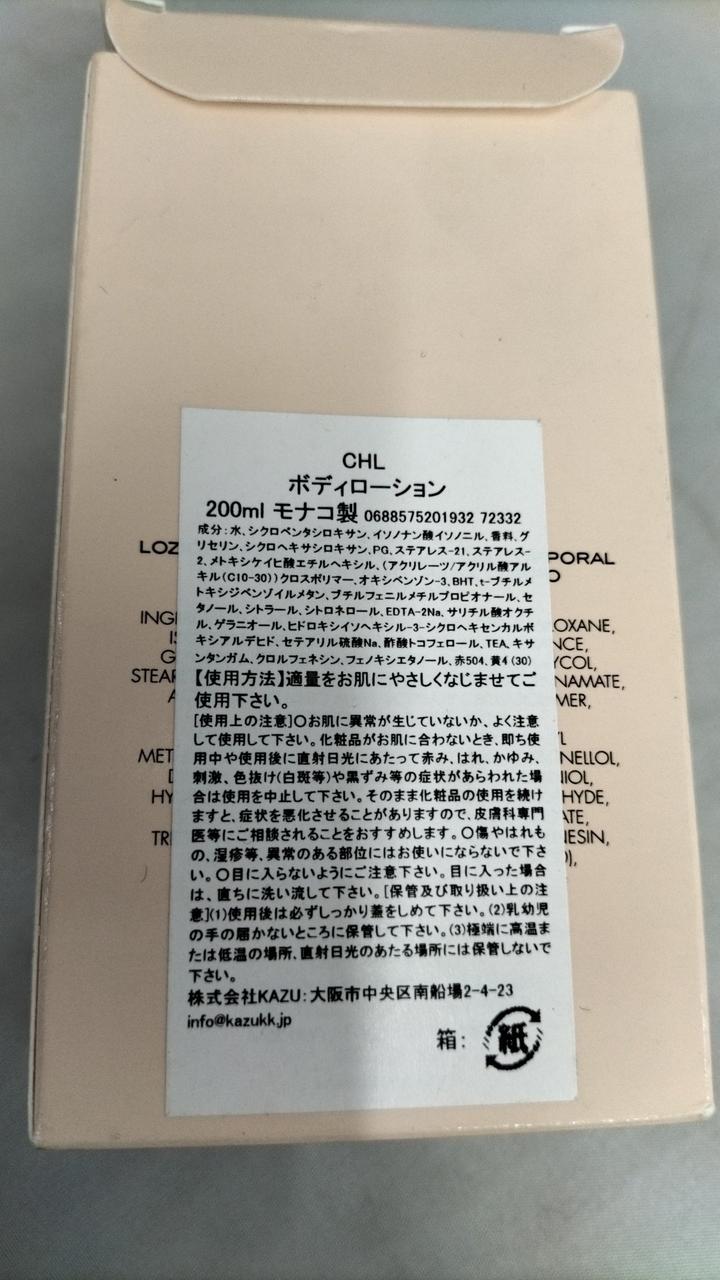 CHL
ボディローション
200ml モナコ製 0688575201932 72332
成分：水、シクロペンタシロキサン、イソノナン酸イソノニル、香料、グ
リセリン、シクロヘキサシロキサン、PG、ステアレス-21、ステアレス-
2、メトキシケイヒ酸エチルヘキシル、（アクリレーツ/アクリル酸アル
キル（C10-30））クロスポリマー、オキシベンゾン-3、BHT、t-ブチルメ
トキシジベンゾイルメタン、ブチルフェニルメチルプロピオナール、セ
タノール、シトラール、シトロネロール、EDTA-2Na、サリチル酸オクチ
ル、ゲラニオール、ヒドロキシイソヘキシル-3-シクロヘキセンカルボ
キシアルデヒド、セテアリル硫酸Na、酢酸トコフェロール、TEA、キサ
ンタンガム、クロルフェネシン、フェノキシエタノール、赤504、黄4（30）
【使用方法】適量をお肌にやさしくなじませてご
使用下さい。
[使用上の注意]〇お肌に異常が生じていないか、よく注意
して使用して下さい。化粧品がお肌に合わないとき、即ち使
用中や使用後に直射日光にあたって赤み、はれ、かゆみ、
刺激、色抜け(白斑等)や黒ずみ等の症状があらわれた場
合は使用を中止して下さい。そのまま化粧品の使用を続け
ますと、症状を悪化させることがありますので、皮膚科専門
医等にご相談されることをおすすめします。〇傷やはれも
の、湿疹等、異常のある部位にはお使いにならないで下さ
い。〇目に入らないようにご注意下さい。目に入った場合
は、直ちに洗い流して下さい。[保管及び取り扱い上の注
意](1)使用後は必ずしっかり蓋をしめて下さい。(2)乳幼児
の手の届かないところに保管して下さい。(3)極端に高温ま
たは低温の場所、直射日光のあたる場所には保管しないで
下さい。
株式会社KAZU：大阪市中央区南船場2-4-23
info@kazukk.jp
箱： 紙
LOZ
PORAL
O
ING
OXANE,
NCE,
YCOL,
STEAR
NAMATE,
MER,
YL
MET
NELLOL,
NIOL,
HY
HYDE,
ATE,
TRI
NESIN,